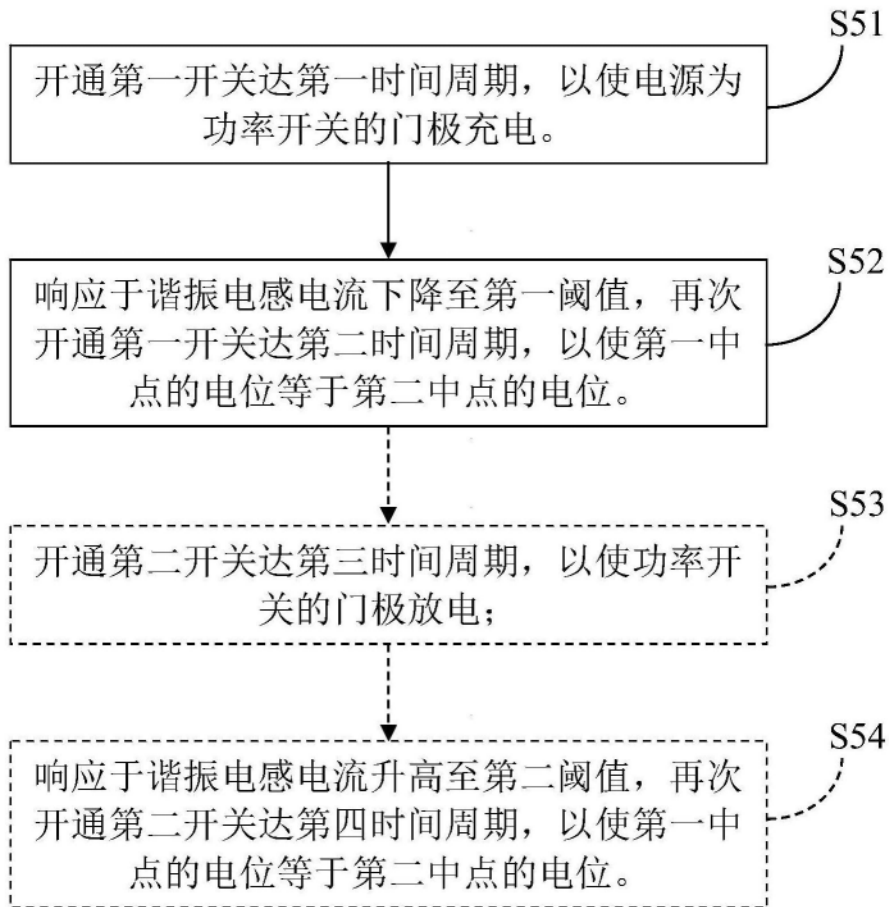 S51
开通第一开关达第一时间周期，以使电源为
功率开关的门极充电。
S52
响应于谐振电感电流下降至第一阈值，再次
开通第一开关达第二时间周期，以使第一中
点的电位等于第二中点的电位。
S53
开通第二开关达第三时间周期，以使功率开
关的门极放电；
S54
响应于谐振电感电流升高至第二阈值，再次
开通第二开关达第四时间周期，以使第一中
点的电位等于第二中点的电位。